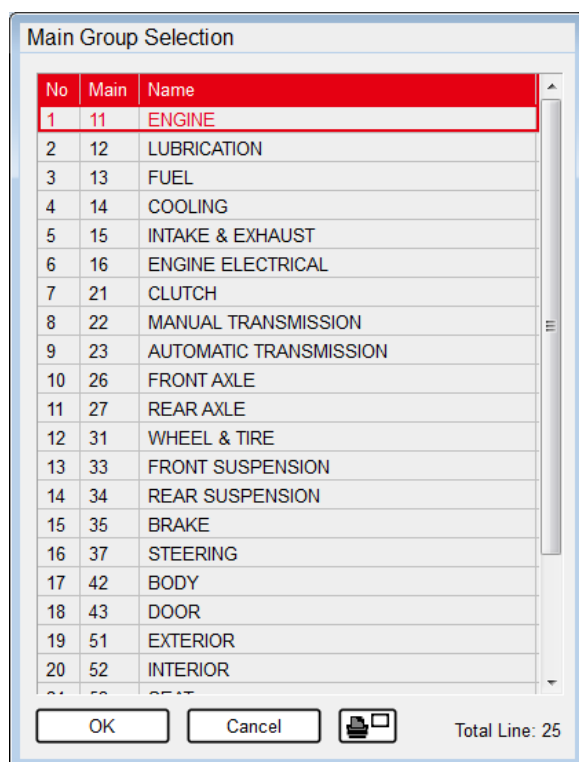 Main Group Selection
No Main Name
1 11 ENGINE
2 12 LUBRICATION
3 13 FUEL
4 14 COOLING
5 15 INTAKE & EXHAUST
6 16 ENGINE ELECTRICAL
7 21 CLUTCH
8 22 MANUAL TRANSMISSION
9 23 AUTOMATIC TRANSMISSION
10 26 FRONT AXLE
11 27 REAR AXLE
12 31 WHEEL & TIRE
13 33 FRONT SUSPENSION
14 34 REAR SUSPENSION
15 35 BRAKE
16 37 STEERING
17 42 BODY
18 43 DOOR
19 51 EXTERIOR
20 52 INTERIOR
OK Cancel Total Line: 25